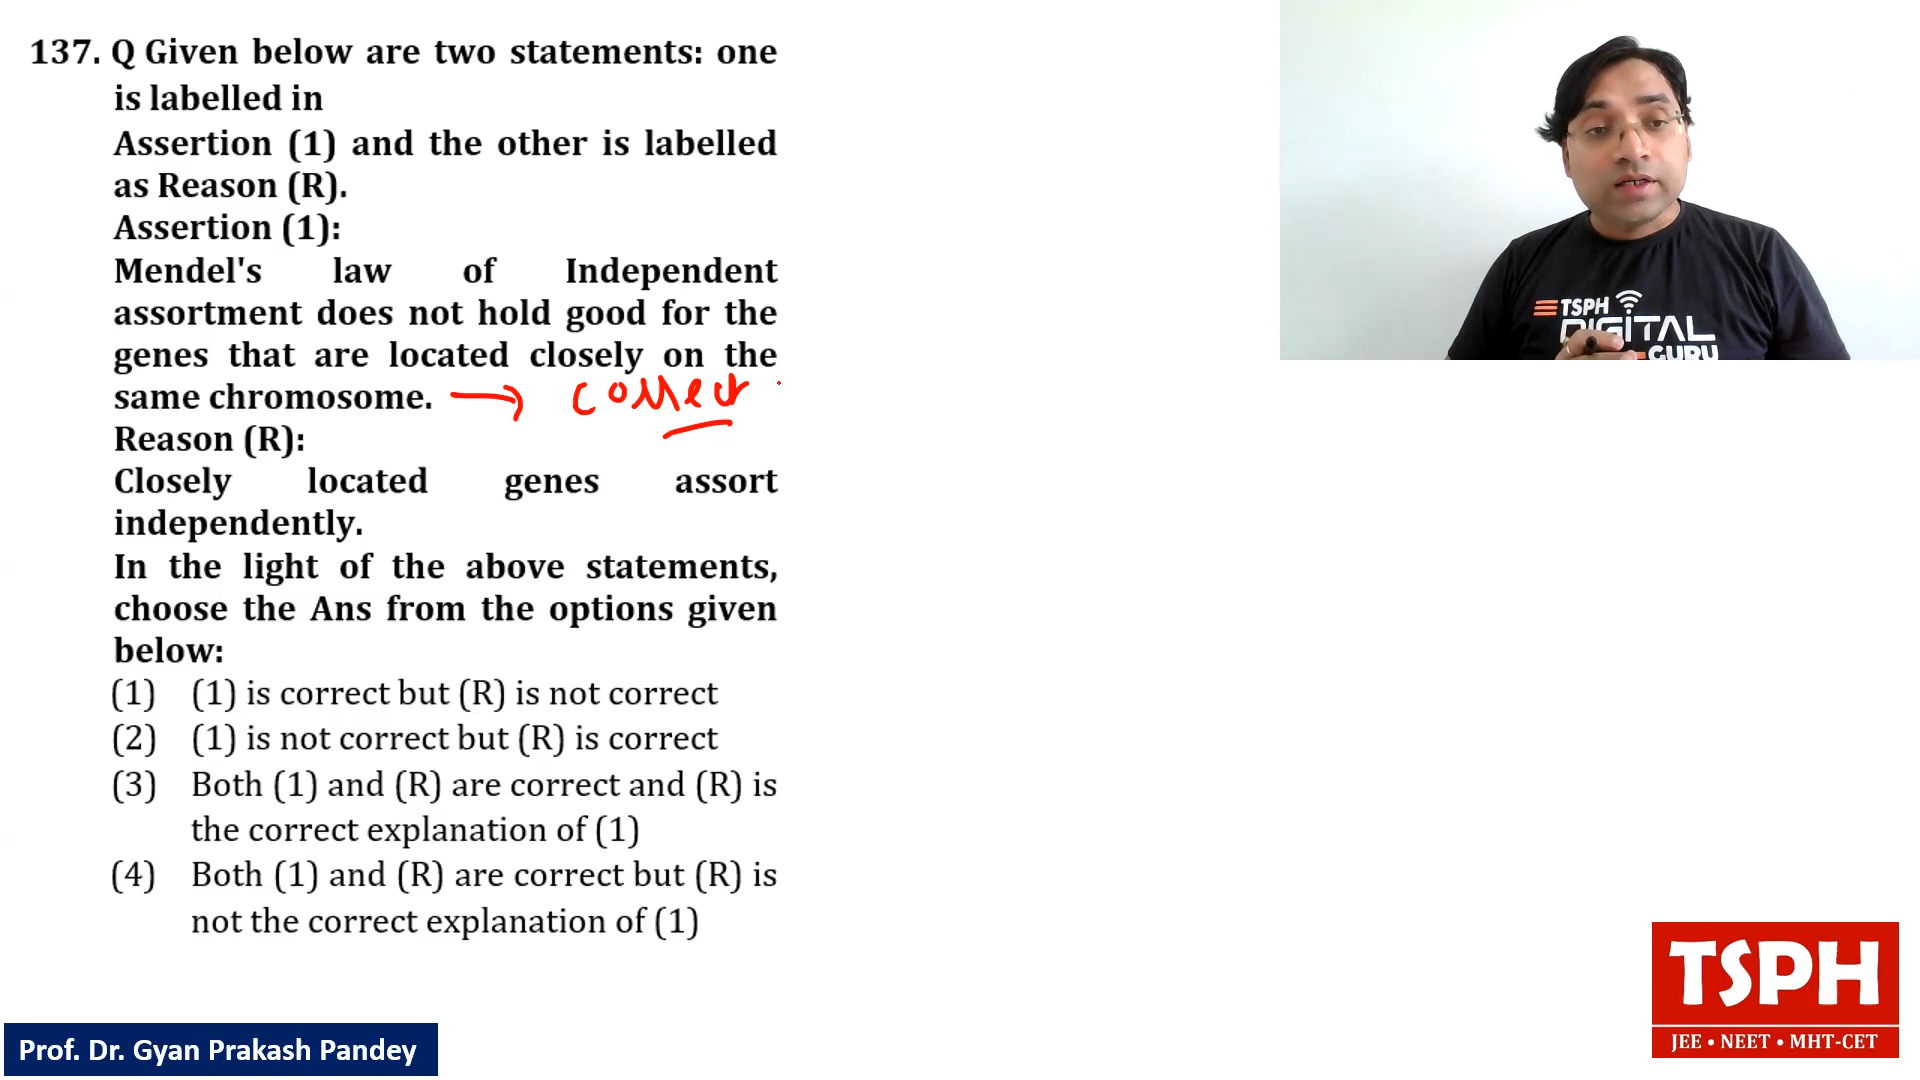 137. Q Given below are two statements: one
is labelled in
Assertion (1) and the other is labelled
as Reason (R).
Assertion (1):
Mendel's law of Independent
assortment does not hold good for the
genes that are located closely on the
same chromosome. → correct
Reason (R):
Closely located genes assort
independently.
In the light of the above statements,
choose the Ans from the options given
below:
(1) (1) is correct but (R) is not correct
(2) (1) is not correct but (R) is correct
(3) Both (1) and (R) are correct and (R) is
the correct explanation of (1)
(4) Both (1) and (R) are correct but (R) is
not the correct explanation of (1)
TSPH
DIGITAL
GURU
TSPH
JEE • NEET • MHT-CET
Prof. Dr. Gyan Prakash Pandey